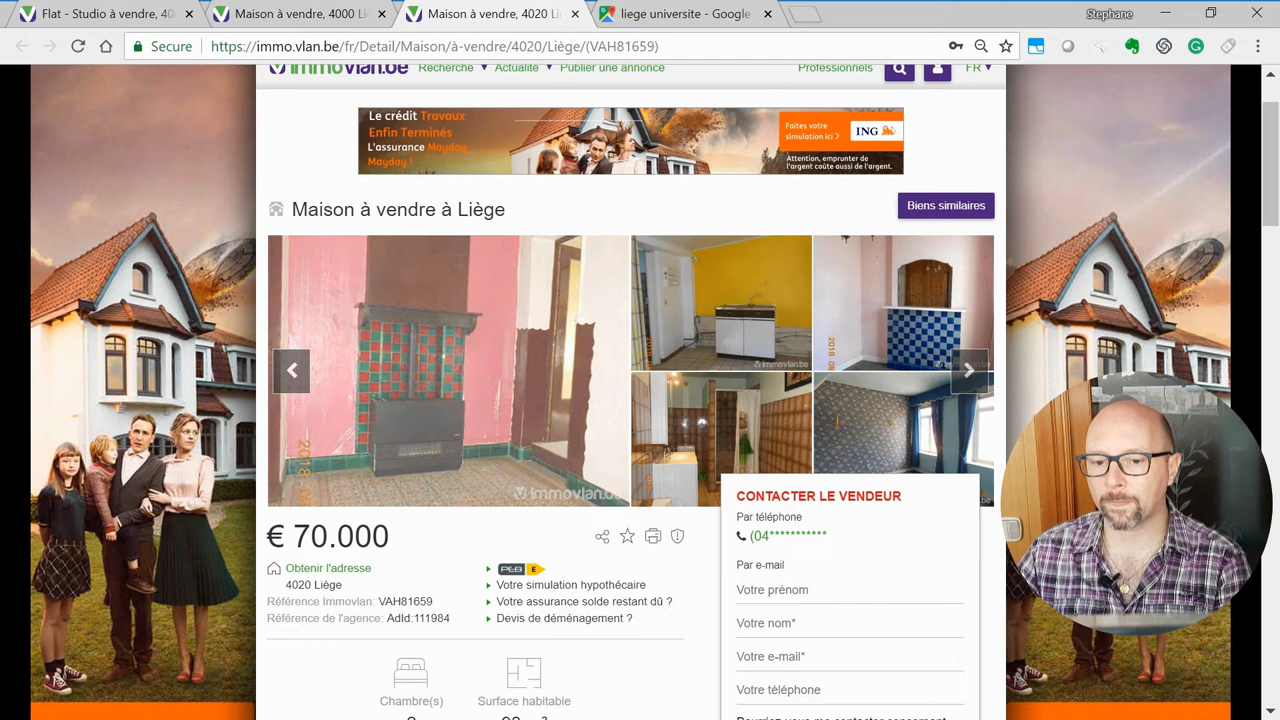 Flat - Studio à vendre, 40
Maison à vendre, 4000 L
Maison à vendre, 4020 L
liege universite - Google
Stephane
Secure
https://immo.vlan.be/fr/Detail/Maison/à-vendre/4020/Liège/(VAH81659)
immovlan.be
Recherche
Actualité
Publier une annonce
Professionnels
FR
Le crédit Travaux
Enfin Terminés
L'assurance Mayday
Mayday !
Faites votre
simulation ici >
ING
Attention, emprunter de
l'argent coûte aussi de l'argent.
Maison à vendre à Liège
Biens similaires
immovlan.be
immovlan.be
€ 70.000
Obtenir l'adresse
4020 Liège
Référence Immovlan: VAH81659
Référence de l'agence: AdId:111984
PEB E
Votre simulation hypothécaire
Votre assurance solde restant dû ?
Devis de déménagement ?
Chambre(s)
Surface habitable
CONTACTER LE VENDEUR
Par téléphone
(04***********
Par e-mail
Votre prénom
Votre nom*
Votre e-mail*
Votre téléphone